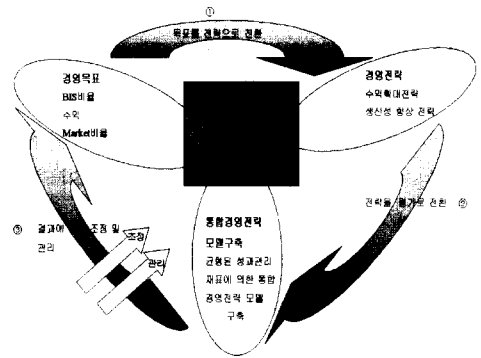 ①
목표를 전략으로 전환
경영목표
BIS비율
수익
Market비율
경영전략
수익확대전략
생산성 향상 전략
전략을 평가로 전환 ②
③ 결과에 조정 및
관리
조정
관리
통합경영전략
모델구축
균형된 성과관리
재표에 의한 통합
경영전략 모델
구축